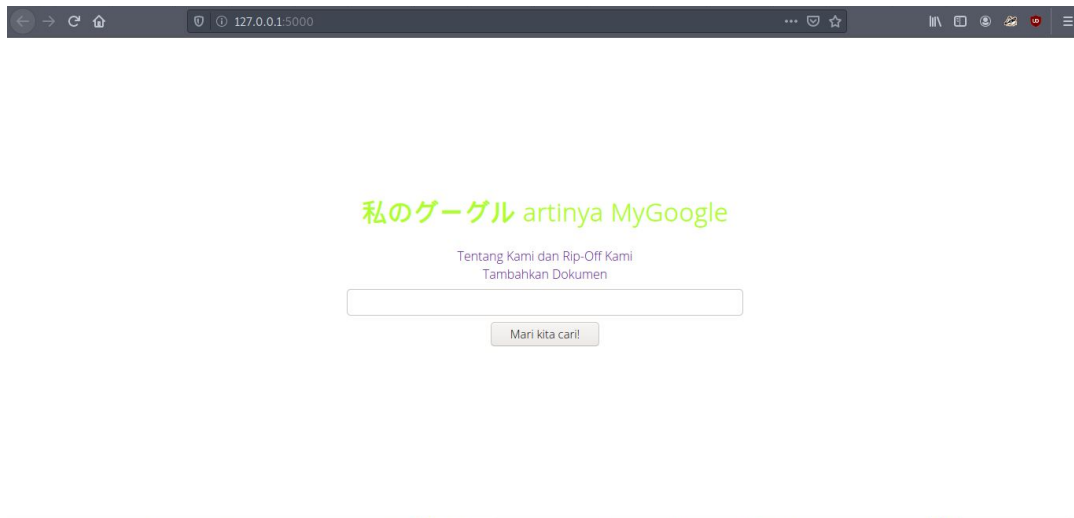 127.0.0.1:5000
私のグーグル artinya MyGoogle
Tentang Kami dan Rip-Off Kami
Tambahkan Dokumen
Mari kita cari!